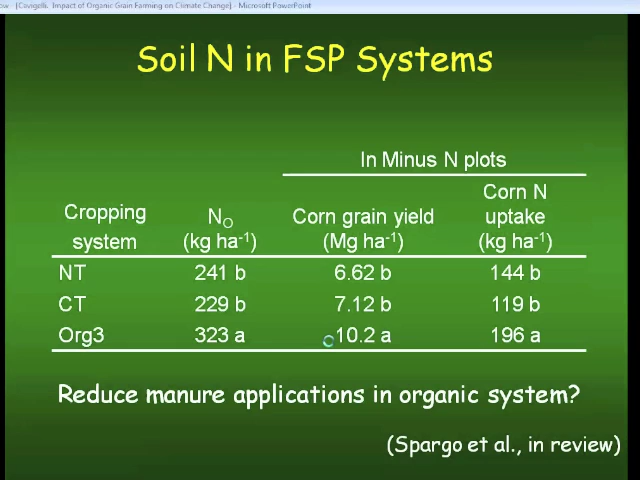 ow [Cavigelli. Impact of Organic Grain Farming on Climate Change] - Microsoft PowerPoint
Soil N in FSP Systems
In Minus N plots
Cropping system N₀ (kg ha⁻¹) Corn grain yield (Mg ha⁻¹) Corn N uptake (kg ha⁻¹)
NT 241 b 6.62 b 144 b
CT 229 b 7.12 b 119 b
Org3 323 a 10.2 a 196 a
Reduce manure applications in organic system?
(Spargo et al., in review)